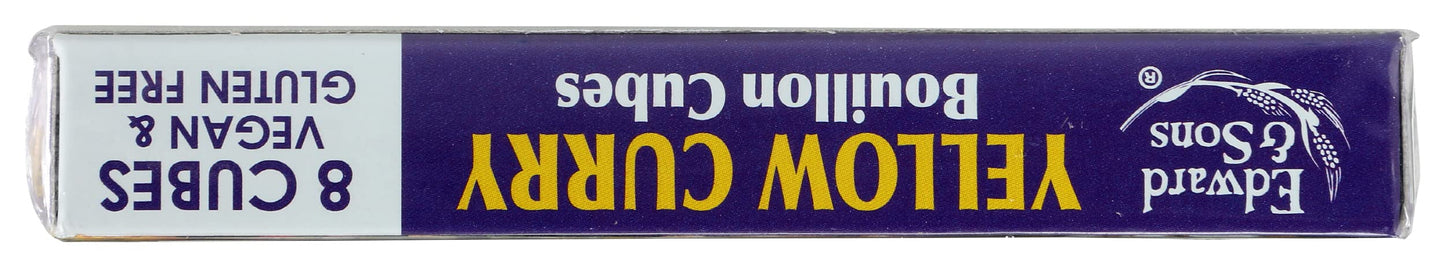 Edward
& Sons®
YELLOW CURRY
Bouillon Cubes
8 CUBES
VEGAN &
GLUTEN FREE